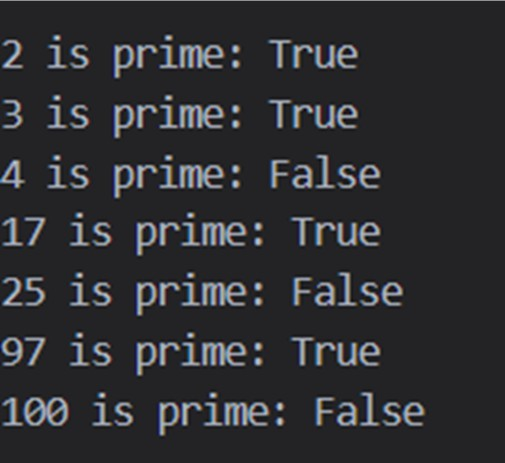 2 is prime: True
3 is prime: True
4 is prime: False
17 is prime: True
25 is prime: False
97 is prime: True
100 is prime: False